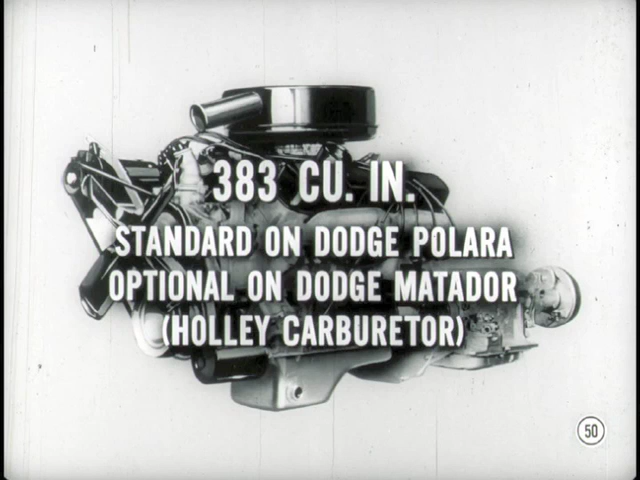 383 CU. IN.
STANDARD ON DODGE POLARA
OPTIONAL ON DODGE MATADOR
(HOLLEY CARBURETOR)
50